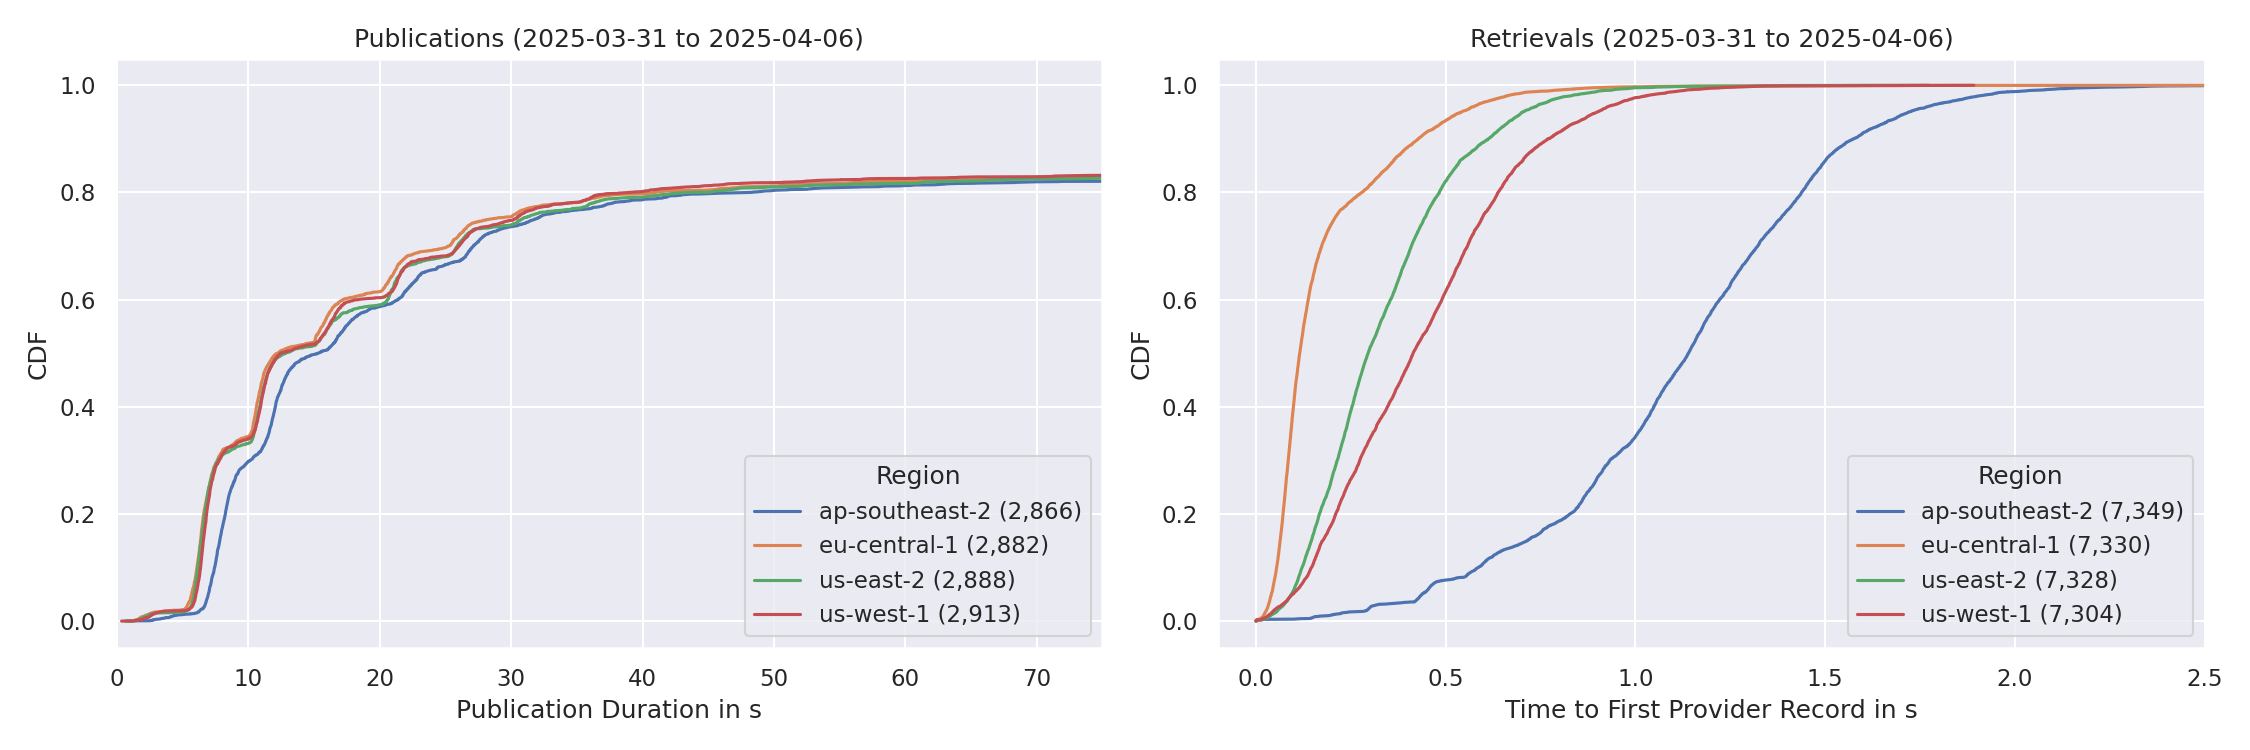 Publications (2025-03-31 to 2025-04-06)
CDF
1.0
0.8
0.6
0.4
0.2
0.0
0 10 20 30 40 50 60 70
Publication Duration in s
Region
ap-southeast-2 (2,866)
eu-central-1 (2,882)
us-east-2 (2,888)
us-west-1 (2,913)
Retrievals (2025-03-31 to 2025-04-06)
CDF
1.0
0.8
0.6
0.4
0.2
0.0
0.0 0.5 1.0 1.5 2.0 2.5
Time to First Provider Record in s
Region
ap-southeast-2 (7,349)
eu-central-1 (7,330)
us-east-2 (7,328)
us-west-1 (7,304)